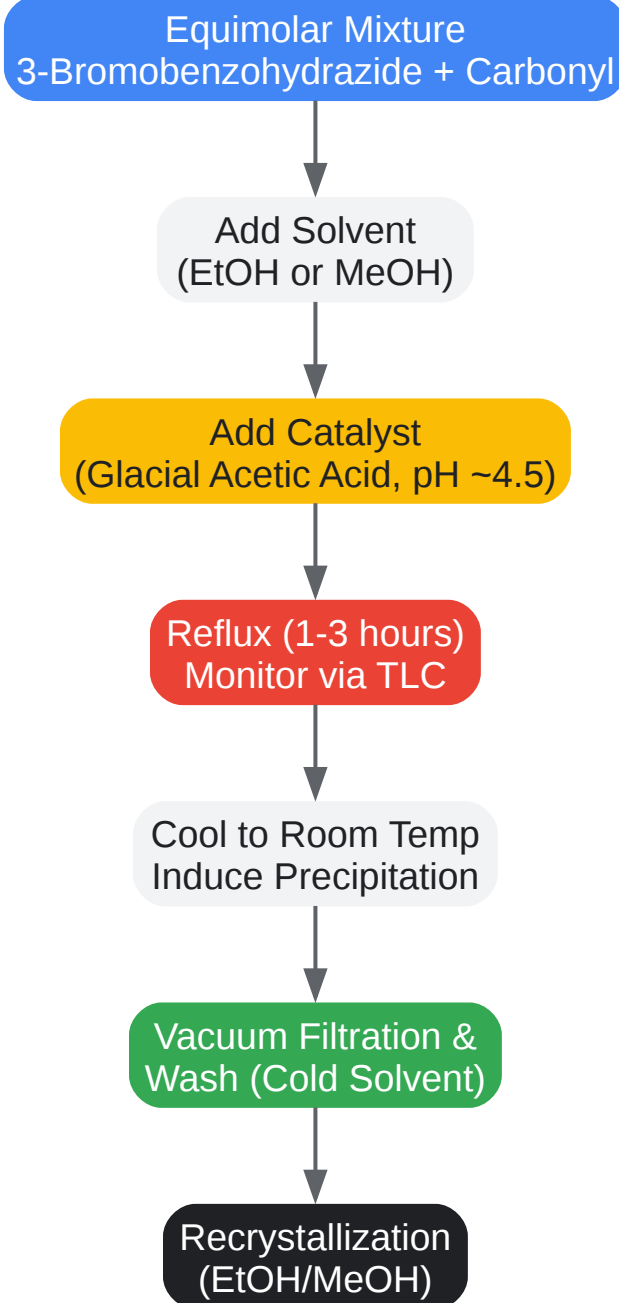 Equimolar Mixture
3-Bromobenzohydrazide + Carbonyl
Add Solvent
(EtOH or MeOH)
Add Catalyst
(Glacial Acetic Acid, pH ~4.5)
Reflux (1-3 hours)
Monitor via TLC
Cool to Room Temp
Induce Precipitation
Vacuum Filtration &
Wash (Cold Solvent)
Recrystallization
(EtOH/MeOH)